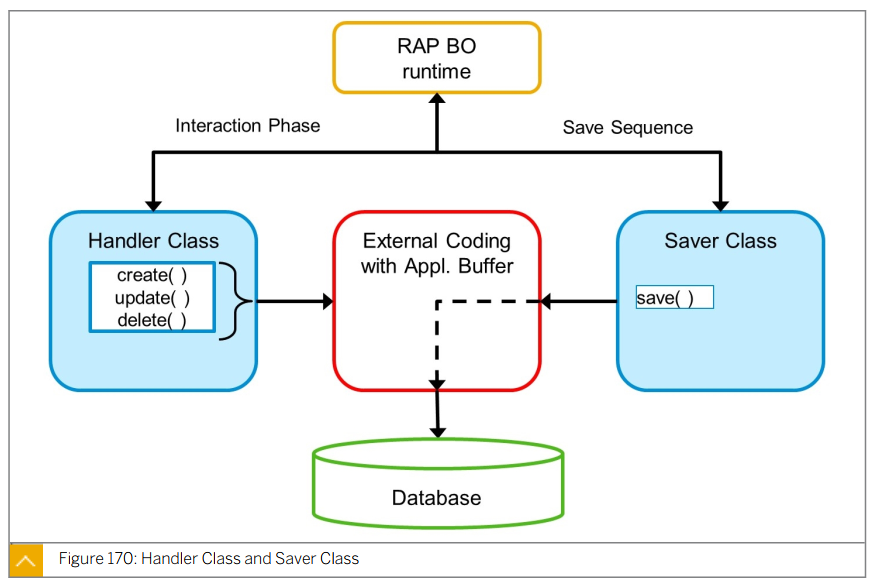 RAP BO
runtime
Interaction Phase
Save Sequence
Handler Class
create( )
update( )
delete( )
External Coding
with Appl. Buffer
Saver Class
save( )
Database
Figure 170: Handler Class and Saver Class